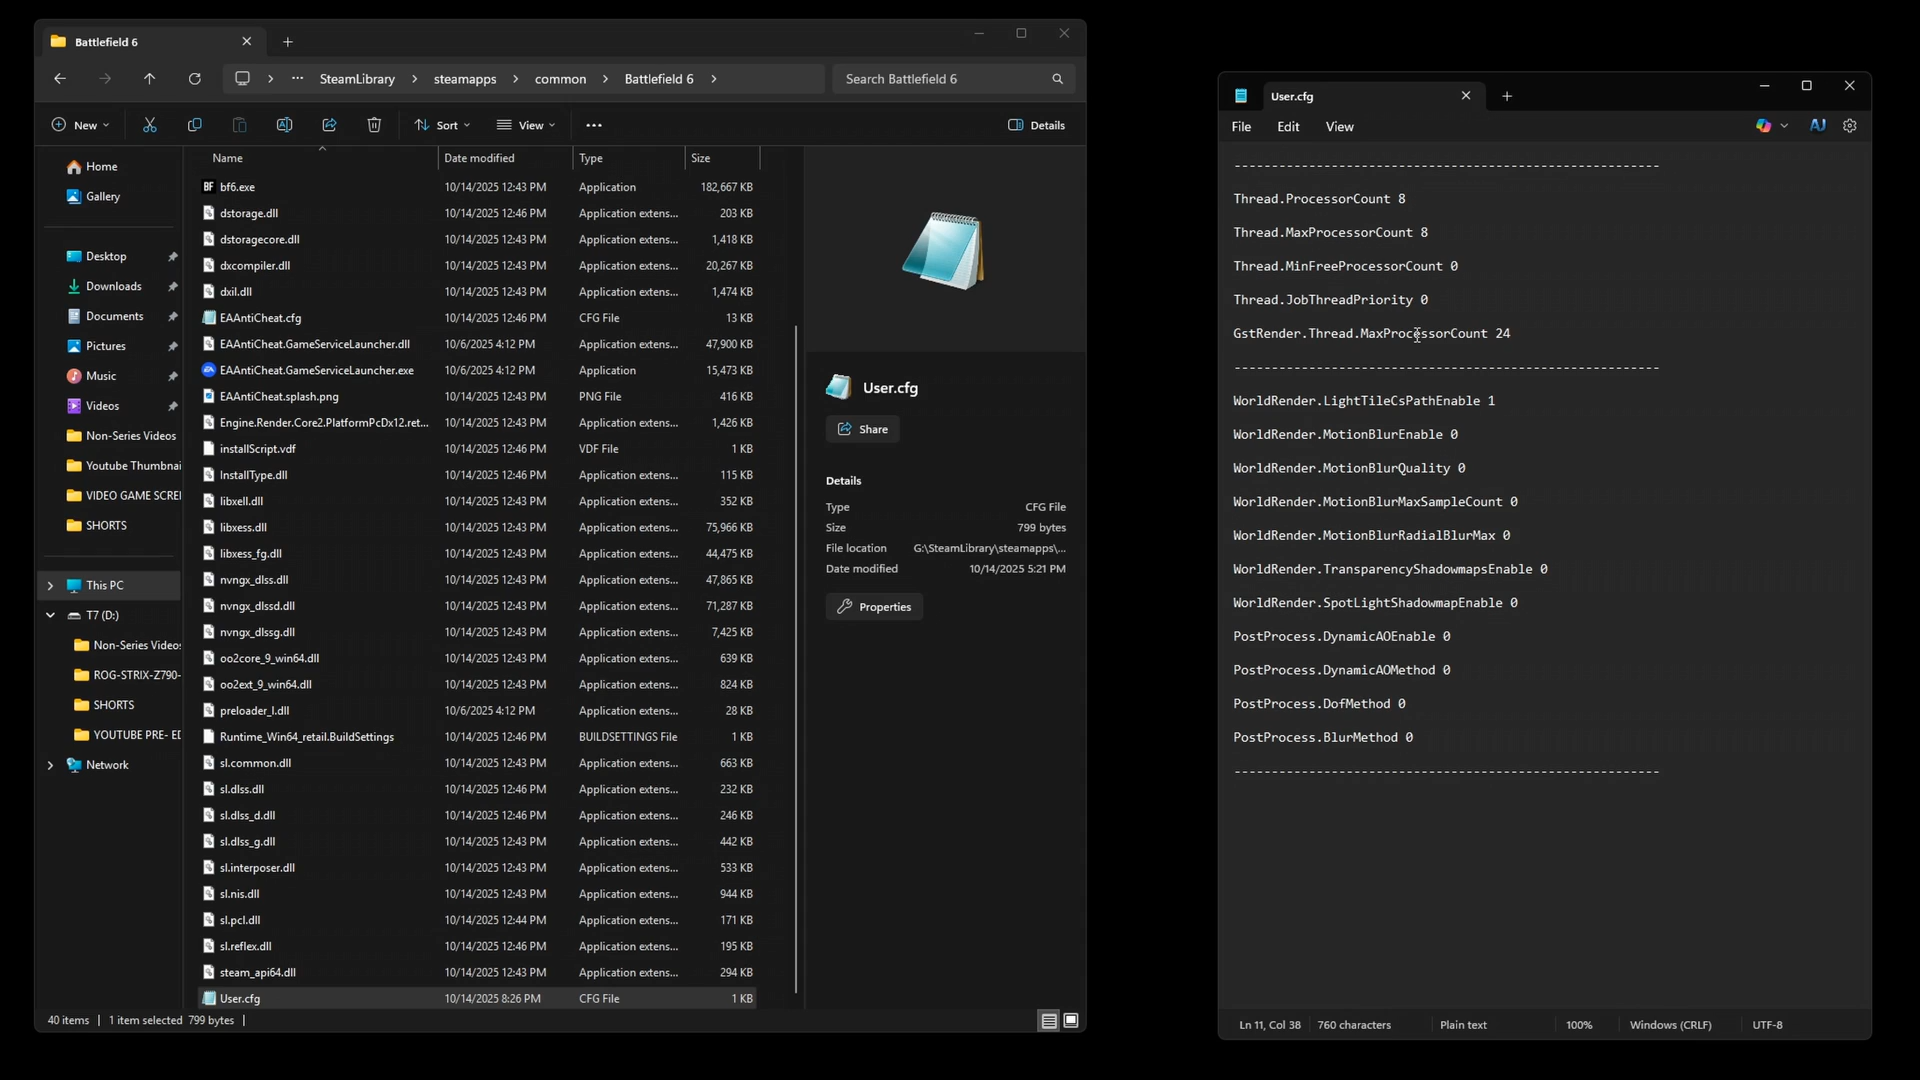 Battlefield 6
SteamLibrary
steamapps
common
Battlefield 6
Search Battlefield 6
New
Sort
View
Details
Home
Gallery
Desktop
Downloads
Documents
Pictures
Music
Videos
Non-Series Videos
Youtube Thumbnai
VIDEO GAME SCREI
SHORTS
This PC
T7 (D:)
Non-Series Videos
ROG-STRIX-Z790-
SHORTS
YOUTUBE PRE- ED
Network
Name Date modified Type Size
bf6.exe 10/14/2025 12:43 PM Application 182,667 KB
dstorage.dll 10/14/2025 12:46 PM Application extens... 203 KB
dstoragecore.dll 10/14/2025 12:43 PM Application extens... 1,418 KB
dxcompiler.dll 10/14/2025 12:43 PM Application extens... 20,267 KB
dxil.dll 10/14/2025 12:43 PM Application extens... 1,474 KB
EAAntiCheat.cfg 10/14/2025 12:46 PM CFG File 13 KB
EAAntiCheat.GameServiceLauncher.dll 10/6/2025 4:12 PM Application extens... 47,900 KB
EAAntiCheat.GameServiceLauncher.exe 10/6/2025 4:12 PM Application 15,473 KB
EAAntiCheat.splash.png 10/14/2025 12:46 PM PNG File 416 KB
Engine.Render.Core2.PlatformPcDx12.ret... 10/14/2025 12:43 PM Application extens... 1,426 KB
installScript.vdf 10/14/2025 12:46 PM VDF File 1 KB
InstallType.dll 10/14/2025 12:46 PM Application extens... 115 KB
libxell.dll 10/14/2025 12:43 PM Application extens... 352 KB
libxess.dll 10/14/2025 12:43 PM Application extens... 75,966 KB
libxess_fg.dll 10/14/2025 12:43 PM Application extens... 44,475 KB
nvngx_dlss.dll 10/14/2025 12:43 PM Application extens... 47,865 KB
nvngx_dlssd.dll 10/14/2025 12:43 PM Application extens... 71,287 KB
nvngx_dlssg.dll 10/14/2025 12:43 PM Application extens... 7,425 KB
oo2core_9_win64.dll 10/14/2025 12:43 PM Application extens... 639 KB
oo2ext_9_win64.dll 10/14/2025 12:43 PM Application extens... 824 KB
preloader_l.dll 10/6/2025 4:12 PM Application extens... 28 KB
Runtime_Win64_retail.BuildSettings 10/14/2025 12:46 PM BUILDSETTINGS File 1 KB
sl.common.dll 10/14/2025 12:43 PM Application extens... 663 KB
sl.dlss.dll 10/14/2025 12:43 PM Application extens... 232 KB
sl.dlss_d.dll 10/14/2025 12:43 PM Application extens... 246 KB
sl.dlss_g.dll 10/14/2025 12:43 PM Application extens... 442 KB
sl.interposer.dll 10/14/2025 12:43 PM Application extens... 533 KB
sl.nis.dll 10/14/2025 12:43 PM Application extens... 944 KB
sl.pcl.dll 10/14/2025 12:44 PM Application extens... 171 KB
sl.reflex.dll 10/14/2025 12:46 PM Application extens... 195 KB
steam_api64.dll 10/14/2025 12:43 PM Application extens... 294 KB
User.cfg 10/14/2025 8:26 PM CFG File 1 KB
User.cfg
Share
Details
Type CFG File
Size 799 bytes
File location G:\SteamLibrary\steamapps\...
Date modified 10/14/2025 5:21 PM
Properties
40 items 1 item selected 799 bytes
User.cfg
File Edit View
--------------------------------------------------------
Thread.ProcessorCount 8
Thread.MaxProcessorCount 8
Thread.MinFreeProcessorCount 0
Thread.JobThreadPriority 0
GstRender.Thread.MaxProcessorCount 24
--------------------------------------------------------
WorldRender.LightTileCsPathEnable 1
WorldRender.MotionBlurEnable 0
WorldRender.MotionBlurQuality 0
WorldRender.MotionBlurMaxSampleCount 0
WorldRender.MotionBlurRadialBlurMax 0
WorldRender.TransparencyShadowmapsEnable 0
WorldRender.SpotLightShadowmapEnable 0
PostProcess.DynamicAOEnable 0
PostProcess.DynamicAOMethod 0
PostProcess.DofMethod 0
PostProcess.BlurMethod 0
--------------------------------------------------------
Ln 11, Col 38 760 characters Plain text 100% Windows (CRLF) UTF-8